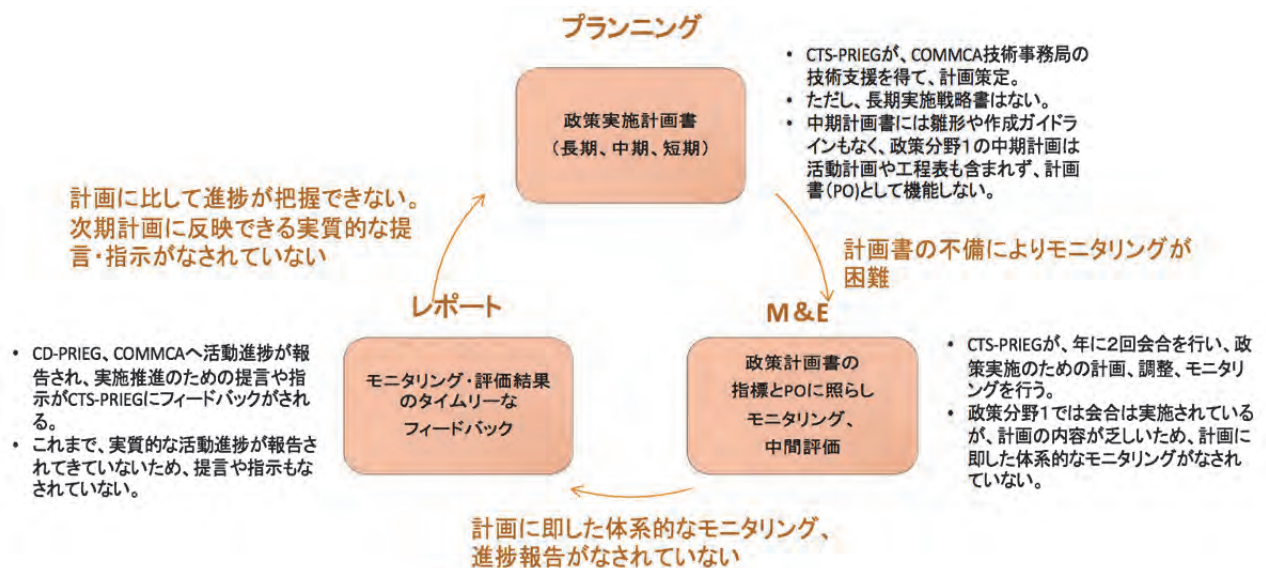 プランニング
政策実施計画書
(長期、中期、短期)
• CTS-PRIEGが、COMMCA技術事務局の
技術支援を得て、計画策定。
• ただし、長期実施戦略書はない。
• 中期計画書には雛形や作成ガイドラ
インもなく、政策分野1の中期計画は
活動計画や工程表も含まれず、計画
書(PO)として機能しない。
計画に比して進捗が把握できない。
次期計画に反映できる実質的な提
言・指示がなされていない
計画書の不備によりモニタリングが
困難
レポート
モニタリング・評価結果
のタイムリーな
フィードバック
• CD-PRIEG、COMMCAへ活動進捗が報
告され、実施推進のための提言や指
示がCTS-PRIEGにフィードバックがされ
る。
• これまで、実質的な活動進捗が報告さ
れてきていないため、提言や指示もな
されていない。
M&E
政策計画書の
指標とPOに照らし
モニタリング、
中間評価
• CTS-PRIEGが、年に2回会合を行い、政
策実施のための計画、調整、モニタリ
ングを行う。
• 政策分野1では会合は実施されている
が、計画の内容が乏しいため、計画に
即した体系的なモニタリングがなされ
ていない。
計画に即した体系的なモニタリング、
進捗報告がなされていない